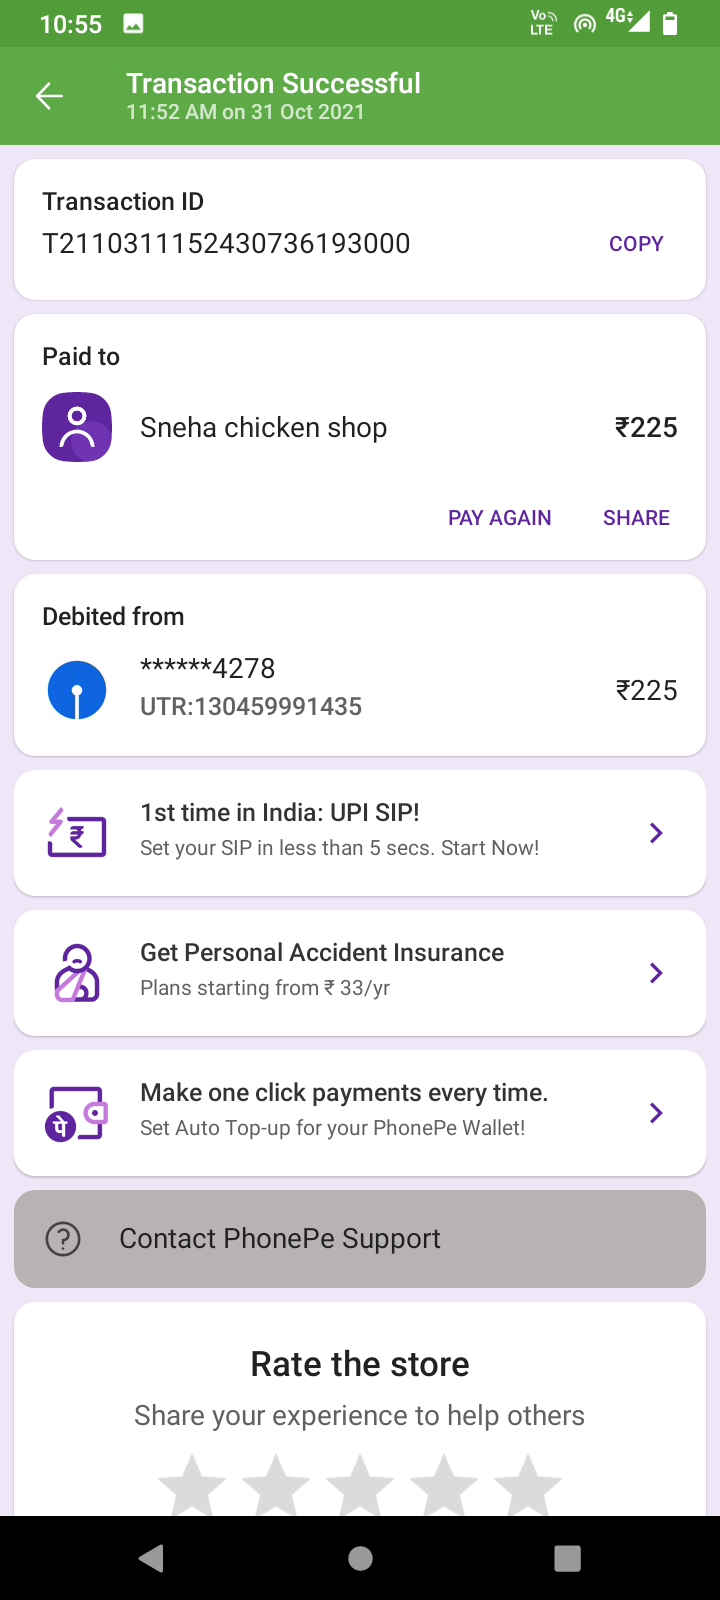 10:55
Vo
LTE
4G
Transaction Successful
11:52 AM on 31 Oct 2021
Transaction ID
T2110311152430736193000
COPY
Paid to
Sneha chicken shop
₹225
PAY AGAIN
SHARE
Debited from
******4278
UTR:130459991435
₹225
1st time in India: UPI SIP!
Set your SIP in less than 5 secs. Start Now!
₹
Get Personal Accident Insurance
Plans starting from ₹ 33/yr
Make one click payments every time.
Set Auto Top-up for your PhonePe Wallet!
पे
?
Contact PhonePe Support
Rate the store
Share your experience to help others